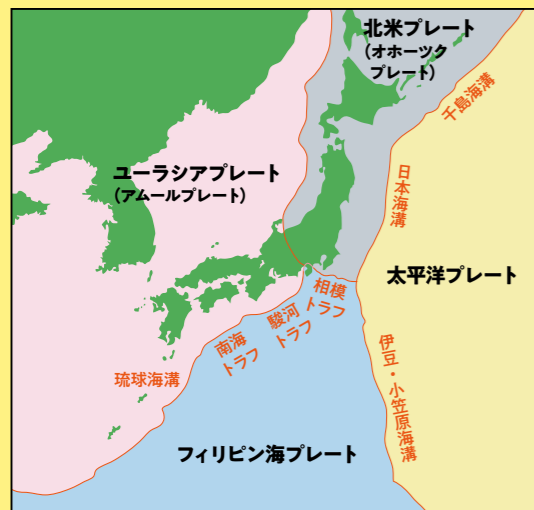 北米プレート
(オホーツク
プレート)
千島海溝
ユーラシアプレート
(アムールプレート)
日本海溝
太平洋プレート
相模
トラフ
駿河
トラフ
南海
トラフ
伊豆・小笠原海溝
琉球海溝
フィリピン海プレート